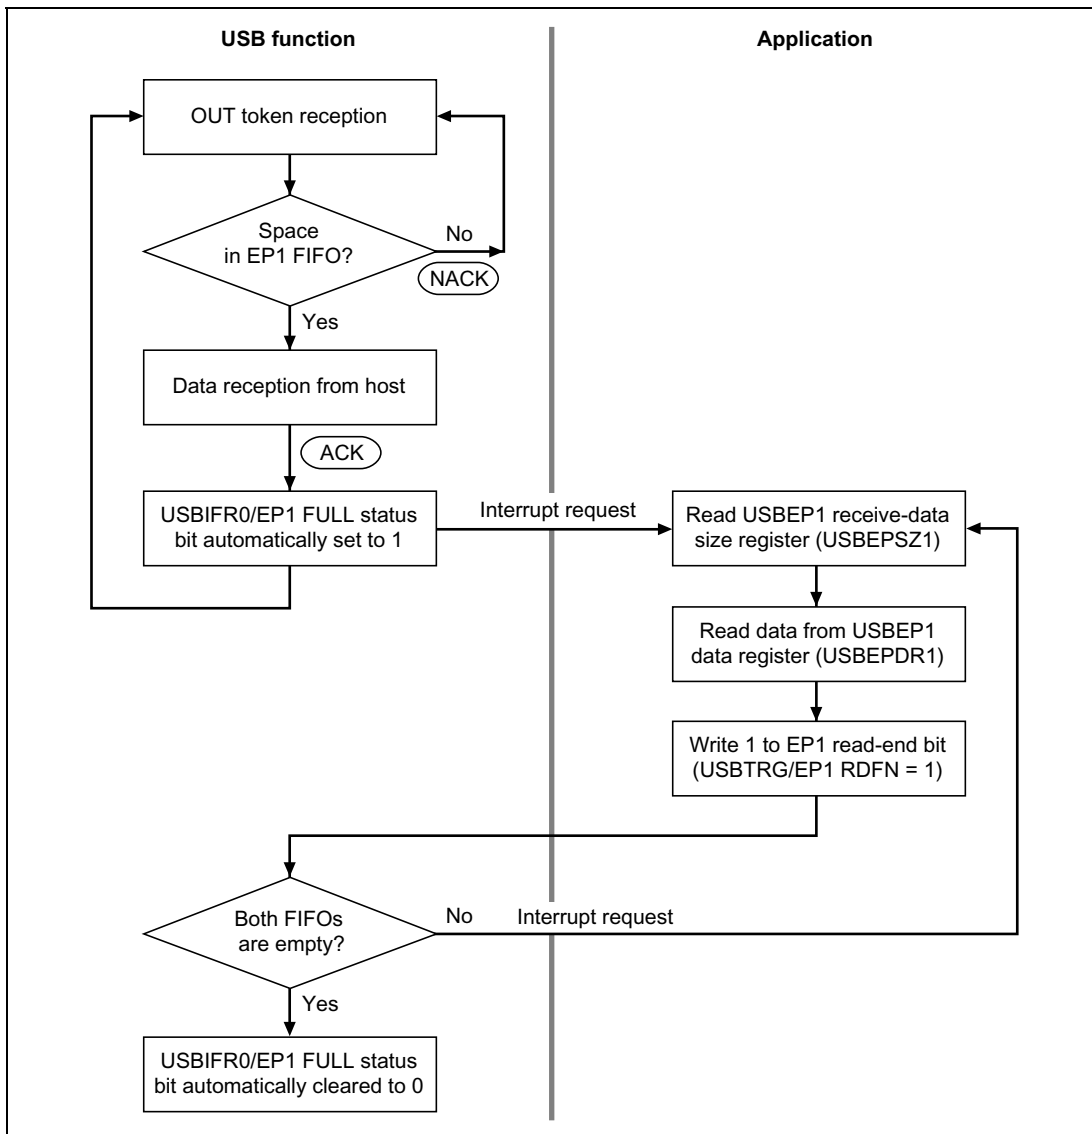 USB function
Application
OUT token reception
Space
in EP1 FIFO?
No
NACK
Yes
Data reception from host
ACK
USBIFR0/EP1 FULL status
bit automatically set to 1
Interrupt request
Read USBEP1 receive-data
size register (USBEPSZ1)
Read data from USBEP1
data register (USBEPDR1)
Write 1 to EP1 read-end bit
(USBTRG/EP1 RDFN = 1)
Both FIFOs
are empty?
No
Interrupt request
Yes
USBIFR0/EP1 FULL status
bit automatically cleared to 0